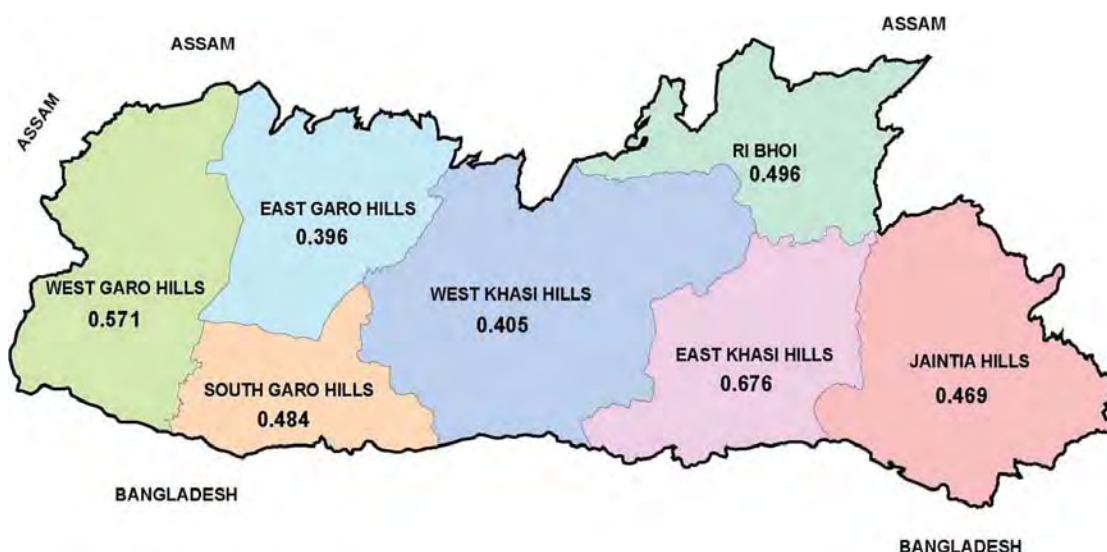 ASSAM
ASSAM
ASSAM
RI BHOI
0.496
EAST GARO HILLS
0.396
WEST GARO HILLS
0.571
WEST KHASI HILLS
0.405
EAST KHASI HILLS
0.676
JAINTIA HILLS
0.469
SOUTH GARO HILLS
0.484
BANGLADESH
BANGLADESH